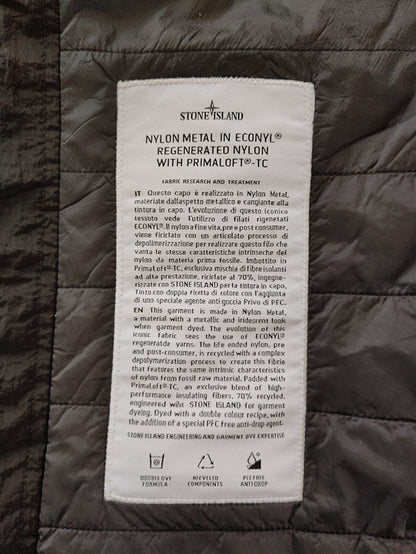 STONE ISLAND
NYLON METAL IN ECONYL®
REGENERATED NYLON
WITH PRIMALOFT®-TC
FABRIC RESEARCH AND TREATMENT
IT Questo capo è realizzato in Nylon Metal,
materiale dall'aspetto metallico e cangiante alla
tintura in capo. L'evoluzione di questo iconico
tessuto vede l'utilizzo di filati rigenetati
ECONYL®. Il nylon a fine vita, pre e post consumer,
viene riciclato con un articolato processo di
depolimerizzazione per realizzare questo filo che
vanta le stesse caratteristiche intrinseche del
nylon da materia prima fossile. Imbottito in
PrimaLoft®-TC, esclusiva mischia di fibre isolanti
ad alta prestazione, riciclate al 70%, ingegne-
rizzate con STONE ISLAND per la tintura in capo.
Tinto con doppia ricetta di colore con l'aggiunta
di uno speciale agente anti goccia Privo di PFC.
EN This garment is made in Nylon Metal,
a material with a metallic and iridescent look
when garment dyed. The evolution of this
iconic fabric sees the use of ECONYL®
regeneratde yarns. The life ended nylon, pre
and post-consumer, is recycled with a complex
depolymerization process to create this fibre
that features the same intrinsic characteristics
of nylon from fossil raw material. Padded with
PrimaLoft®-TC, an exclusive blend of high-
performance insulating fibers, 70% recycled,
engineered wiht STONE ISLAND for garment
dyeing. Dyed with a double colour recipe, with
the addition of a special PFC free anti-drop agent.
STONE ISLAND ENGINEERING AND GARMENT DYE EXPERTISE
DOUBLE DYE
FORMULA
RECYCLED
COMPONENTS
PFC FREE
ANTIDROP